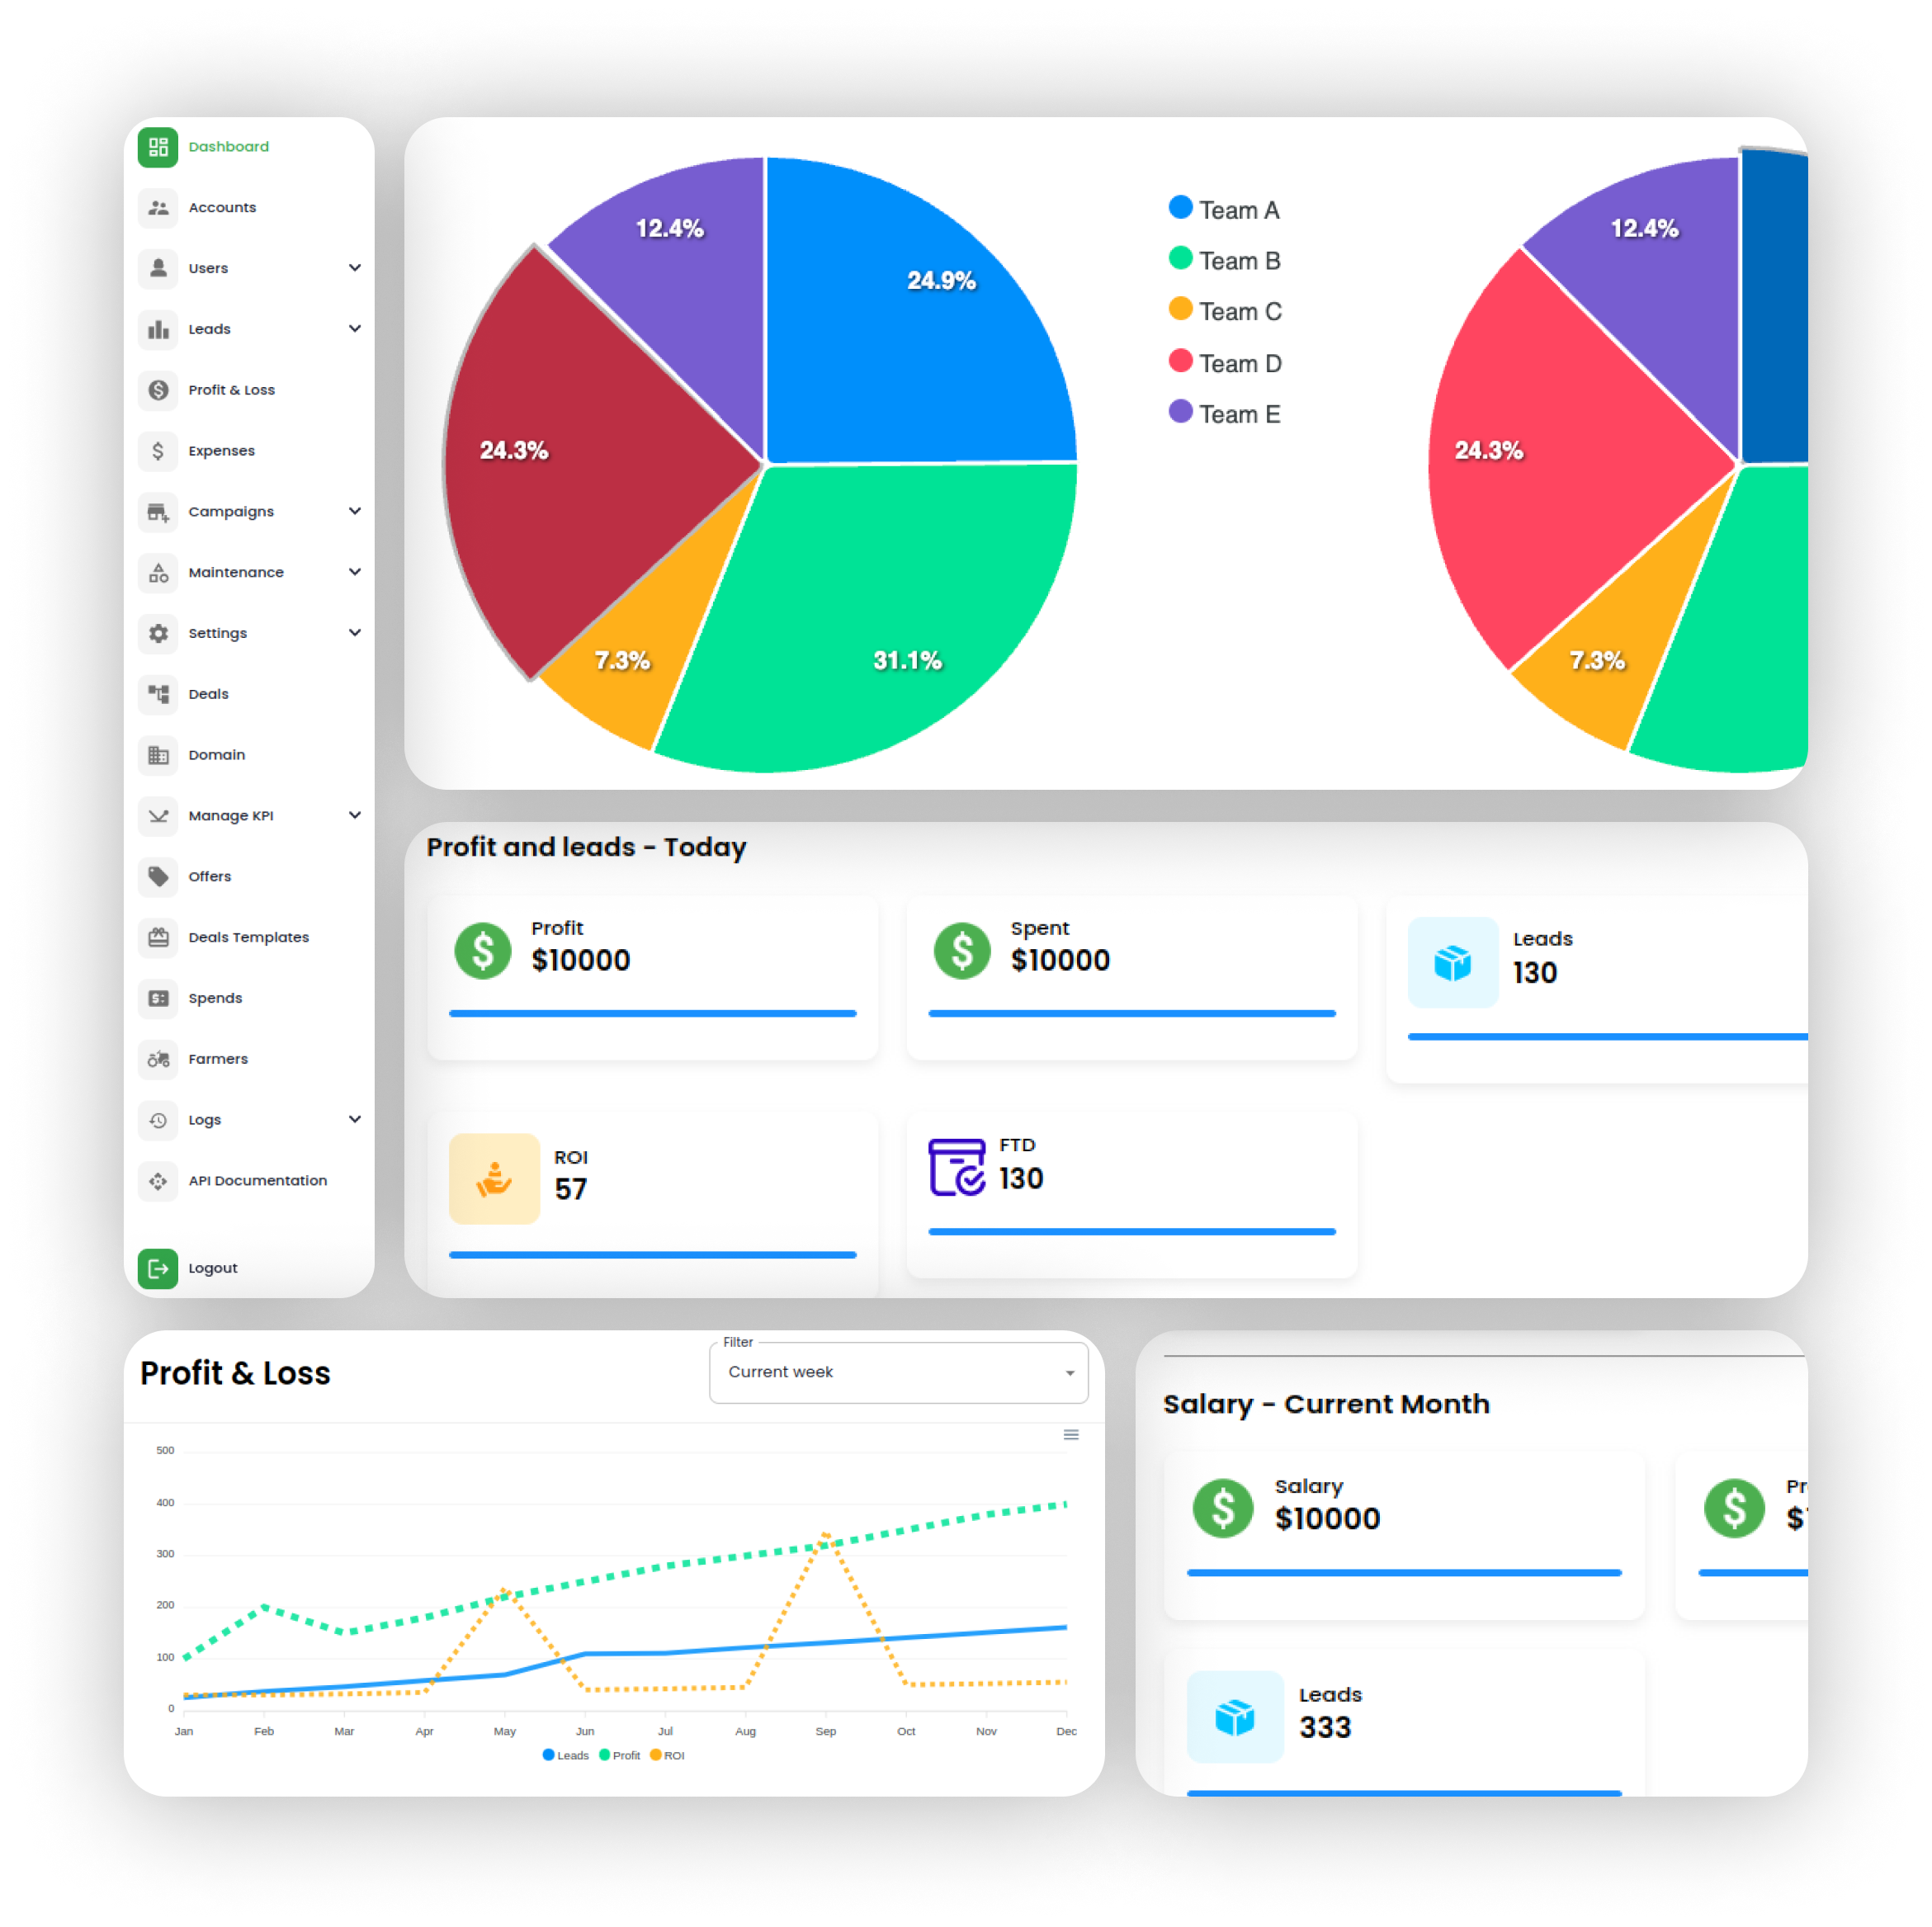 Dashboard
Accounts
Users
Leads
Profit & Loss
Expenses
Campaigns
Maintenance
Settings
Deals
Domain
Manage KPI
Offers
Deals Templates
Spends
Farmers
Logs
API Documentation
Logout
12.4%
24.9%
24.3%
7.3%
31.1%
Team A
Team B
Team C
Team D
Team E
12.4%
24.3%
7.3%
Profit and leads - Today
Profit
$10000
Spent
$10000
Leads
130
ROI
57
FTD
130
Profit & Loss
Filter
Current week
500
400
300
200
100
0
Jan Feb Mar Apr May Jun Jul Aug Sep Oct Nov Dec
Leads Profit ROI
Salary - Current Month
Salary
$10000
Leads
333